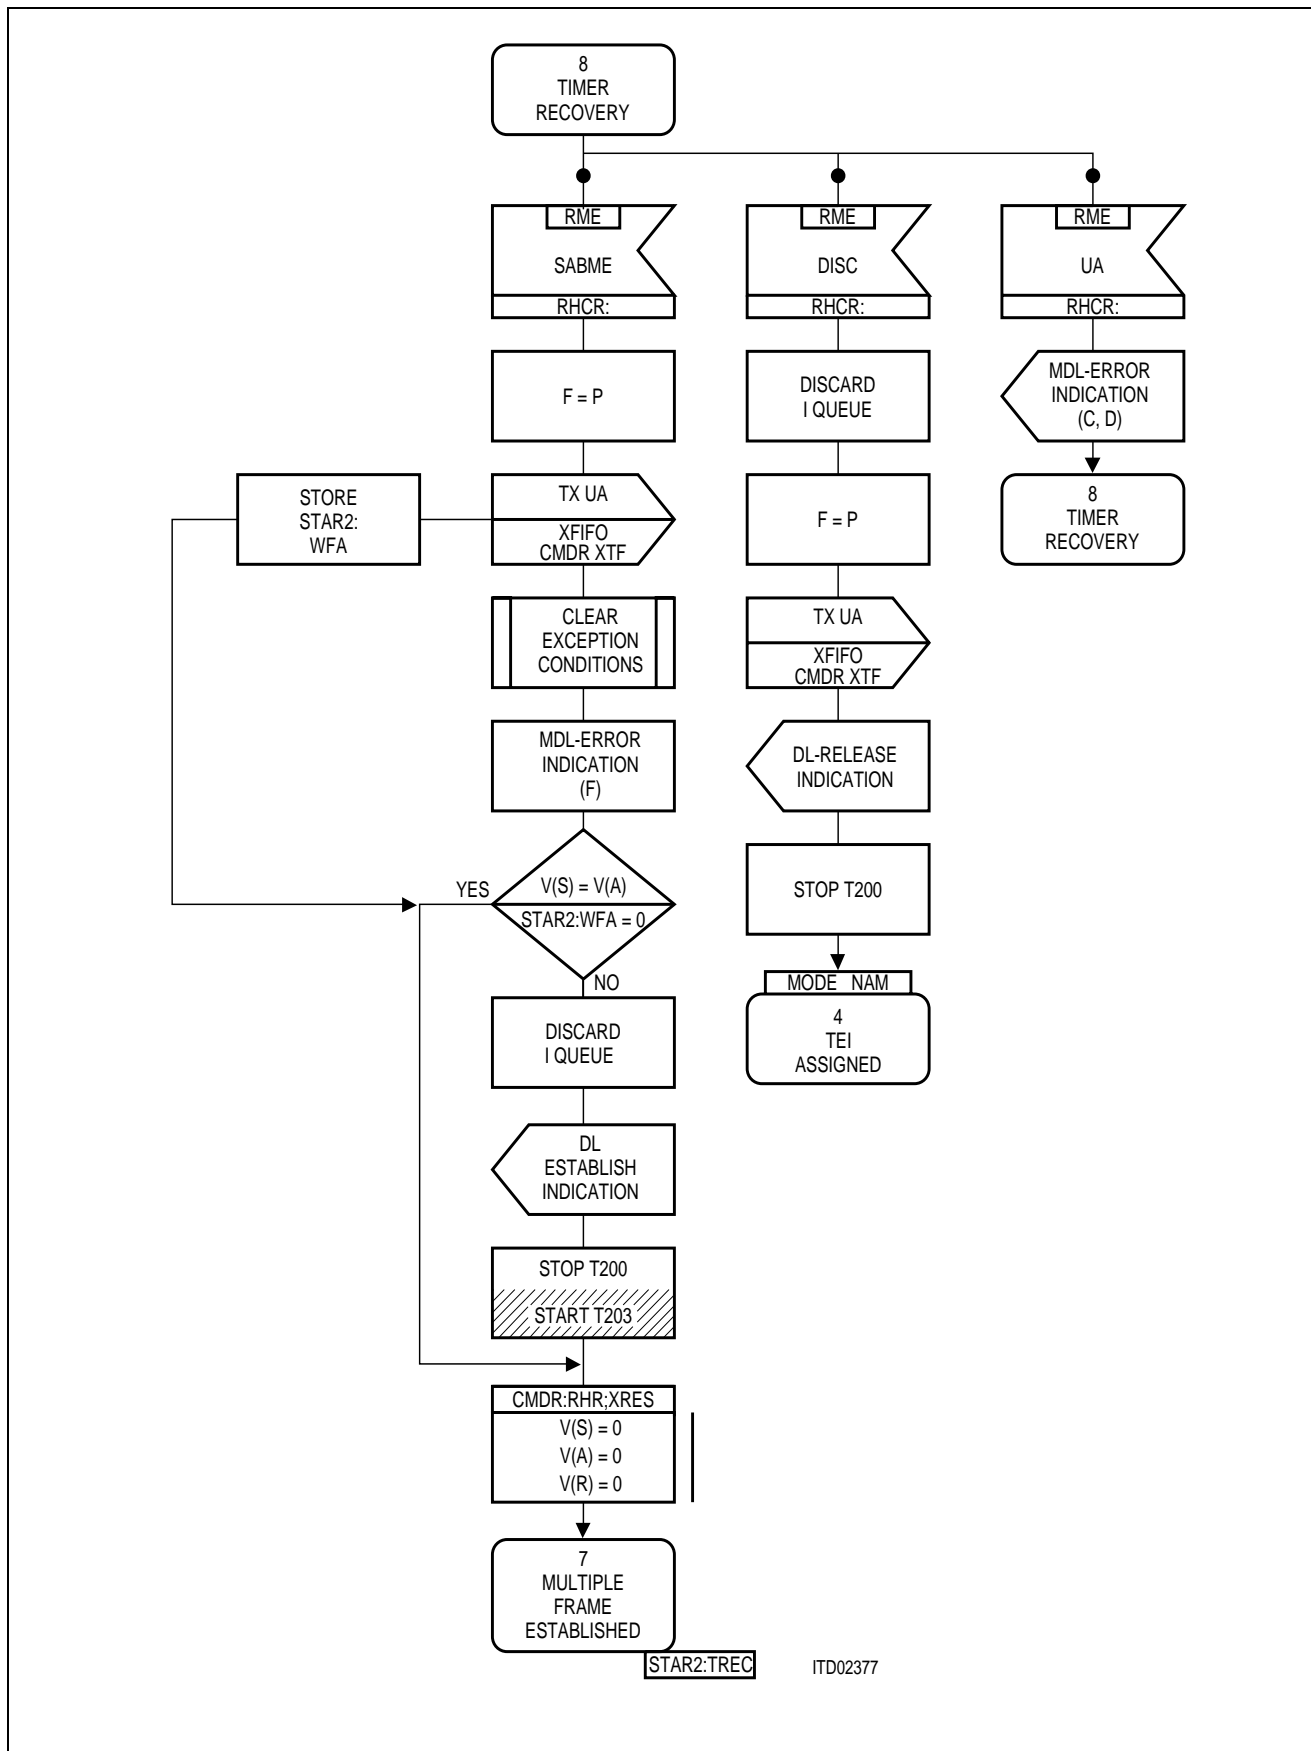 8
TIMER
RECOVERY
RME
SABME
RHCR:
RME
DISC
RHCR:
RME
UA
RHCR:
F = P
DISCARD
I QUEUE
MDL-ERROR
INDICATION
(C, D)
STORE
STAR2:
WFA
TX UA
XFIFO
CMDR XTF
F = P
8
TIMER
RECOVERY
CLEAR
EXCEPTION
CONDITIONS
TX UA
XFIFO
CMDR XTF
MDL-ERROR
INDICATION
(F)
DL-RELEASE
INDICATION
YES
V(S) = V(A)
STAR2:WFA = 0
NO
STOP T200
MODE NAM
4
TEI
ASSIGNED
DISCARD
I QUEUE
DL
ESTABLISH
INDICATION
STOP T200
START T203
CMDR:RHR;XRES
V(S) = 0
V(A) = 0
V(R) = 0
7
MULTIPLE
FRAME
ESTABLISHED
STAR2:TREC
ITD02377